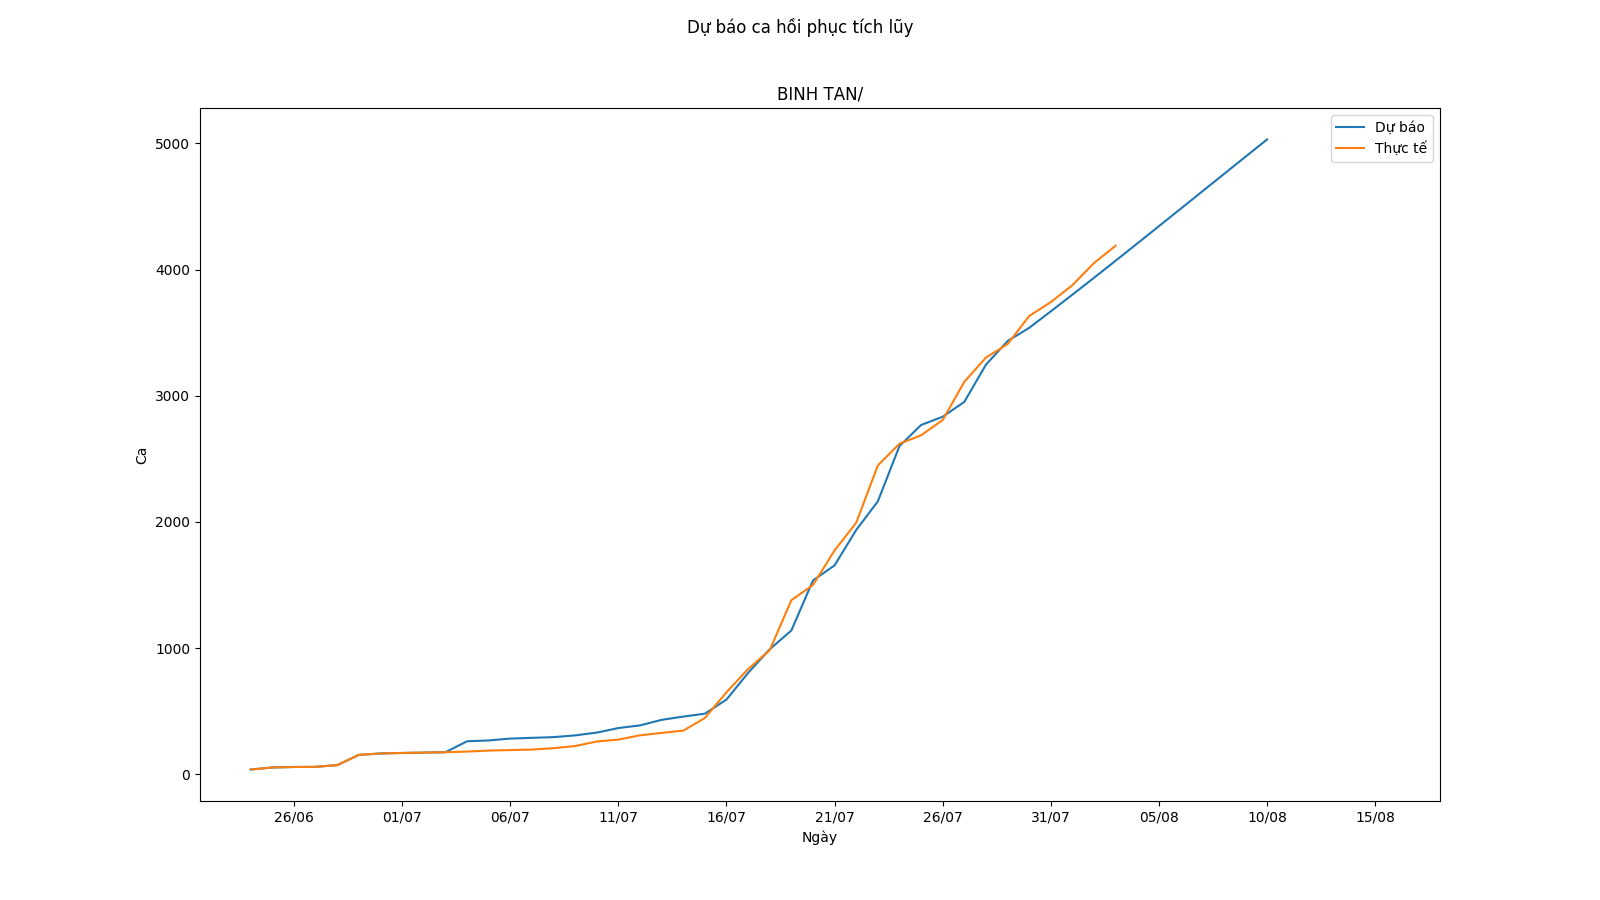 Dự báo ca hồi phục tích lũy
BINH TAN/
Dự báo
Thực tế
5000
4000
3000
2000
1000
0
Ca
26/06 01/07 06/07 11/07 16/07 21/07 26/07 31/07 05/08 10/08 15/08
Ngày